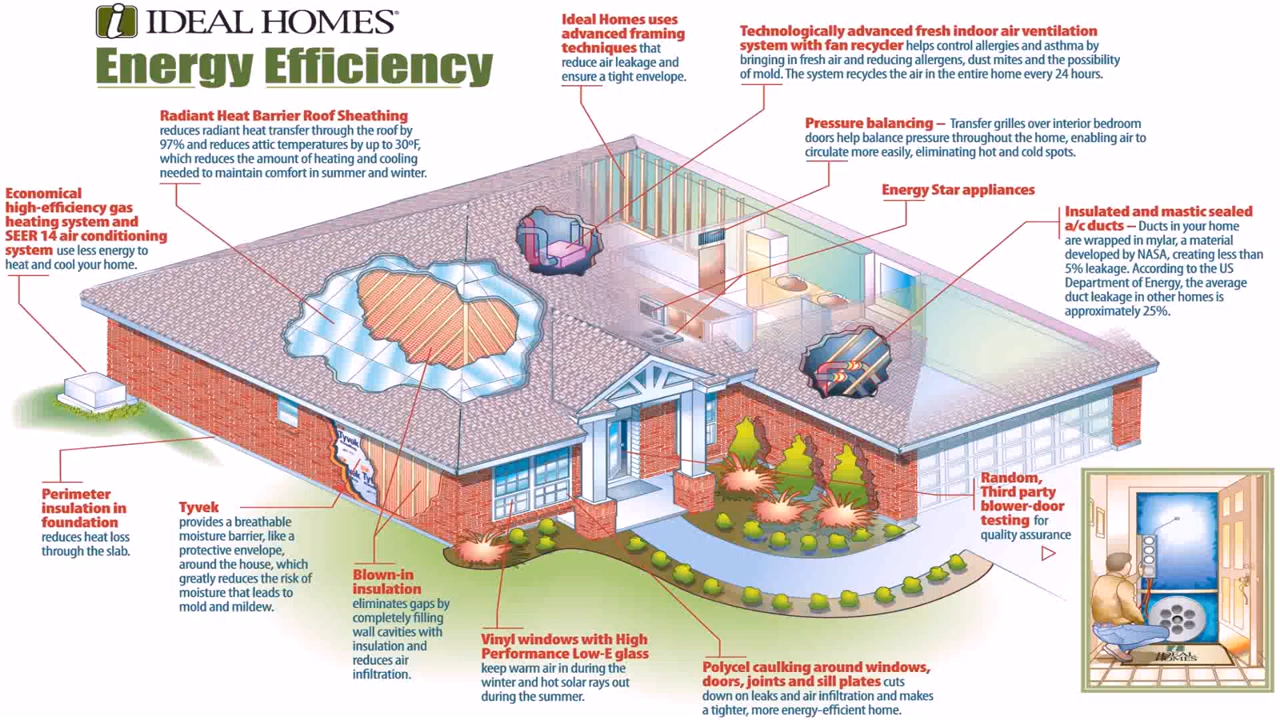 i IDEAL HOMES®
Energy Efficiency
Ideal Homes uses
advanced framing
techniques that
reduce air leakage and
ensure a tight envelope.
Technologically advanced fresh indoor air ventilation
system with fan recycler helps control allergies and asthma by
bringing in fresh air and reducing allergens, dust mites and the possibility
of mold. The system recycles the air in the entire home every 24 hours.
Radiant Heat Barrier Roof Sheathing
reduces radiant heat transfer through the roof by
97% and reduces attic temperatures by up to 30ºF,
which reduces the amount of heating and cooling
needed to maintain comfort in summer and winter.
Pressure balancing – Transfer grilles over interior bedroom
doors help balance pressure throughout the home, enabling air to
circulate more easily, eliminating hot and cold spots.
Energy Star appliances
Economical
high-efficiency gas
heating system and
SEER 14 air conditioning
system use less energy to
heat and cool your home.
Insulated and mastic sealed
a/c ducts – Ducts in your home
are wrapped in mylar, a material
developed by NASA, creating less than
5% leakage. According to the US
Department of Energy, the average
duct leakage in other homes is
approximately 25%.
Tyvek
Perimeter
insulation in
foundation
reduces heat loss
through the slab.
Tyvek
provides a breathable
moisture barrier, like a
protective envelope,
around the house, which
greatly reduces the risk of
moisture that leads to
mold and mildew.
Blown-in
insulation
eliminates gaps by
completely filling
wall cavities with
insulation and
reduces air
infiltration.
Vinyl windows with High
Performance Low-E glass
keep warm air in during the
winter and hot solar rays out
during the summer.
Polycel caulking around windows,
doors, joints and sill plates cuts
down on leaks and air infiltration and makes
a tighter, more energy-efficient home.
Random,
Third party
blower-door
testing for
quality assurance
IDEAL
HOMES